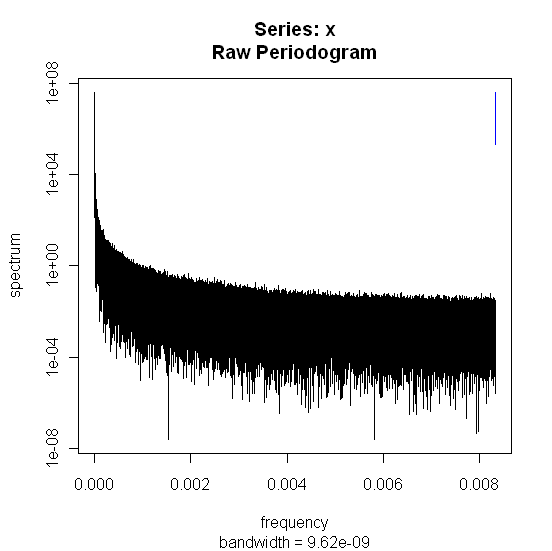 Series: x
Raw Periodogram
1e+08
1e+04
1e+00
1e-04
1e-08
spectrum
0.000 0.002 0.004 0.006 0.008
frequency
bandwidth = 9.62e-09